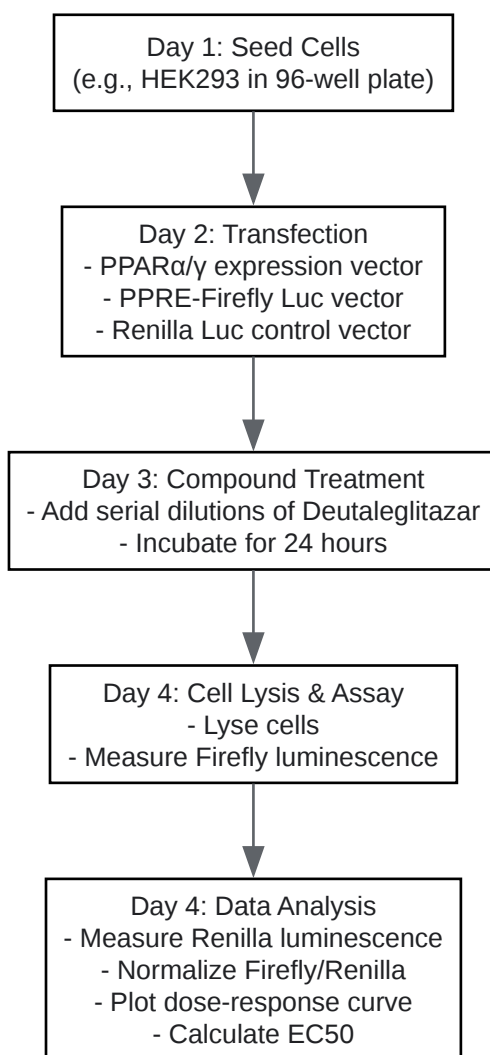 Day 1: Seed Cells
(e.g., HEK293 in 96-well plate)
Day 2: Transfection
- PPARα/γ expression vector
- PPRE-Firefly Luc vector
- Renilla Luc control vector
Day 3: Compound Treatment
- Add serial dilutions of Deutaleglitazar
- Incubate for 24 hours
Day 4: Cell Lysis & Assay
- Lyse cells
- Measure Firefly luminescence
Day 4: Data Analysis
- Measure Renilla luminescence
- Normalize Firefly/Renilla
- Plot dose-response curve
- Calculate EC50